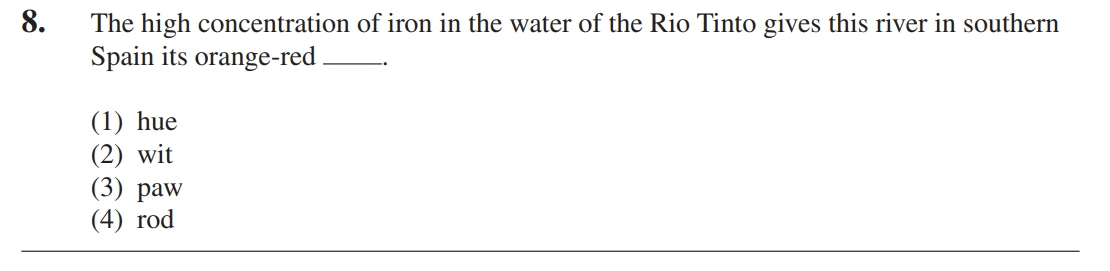 8. The high concentration of iron in the water of the Rio Tinto gives this river in southern
Spain its orange-red _____.
(1) hue
(2) wit
(3) paw
(4) rod